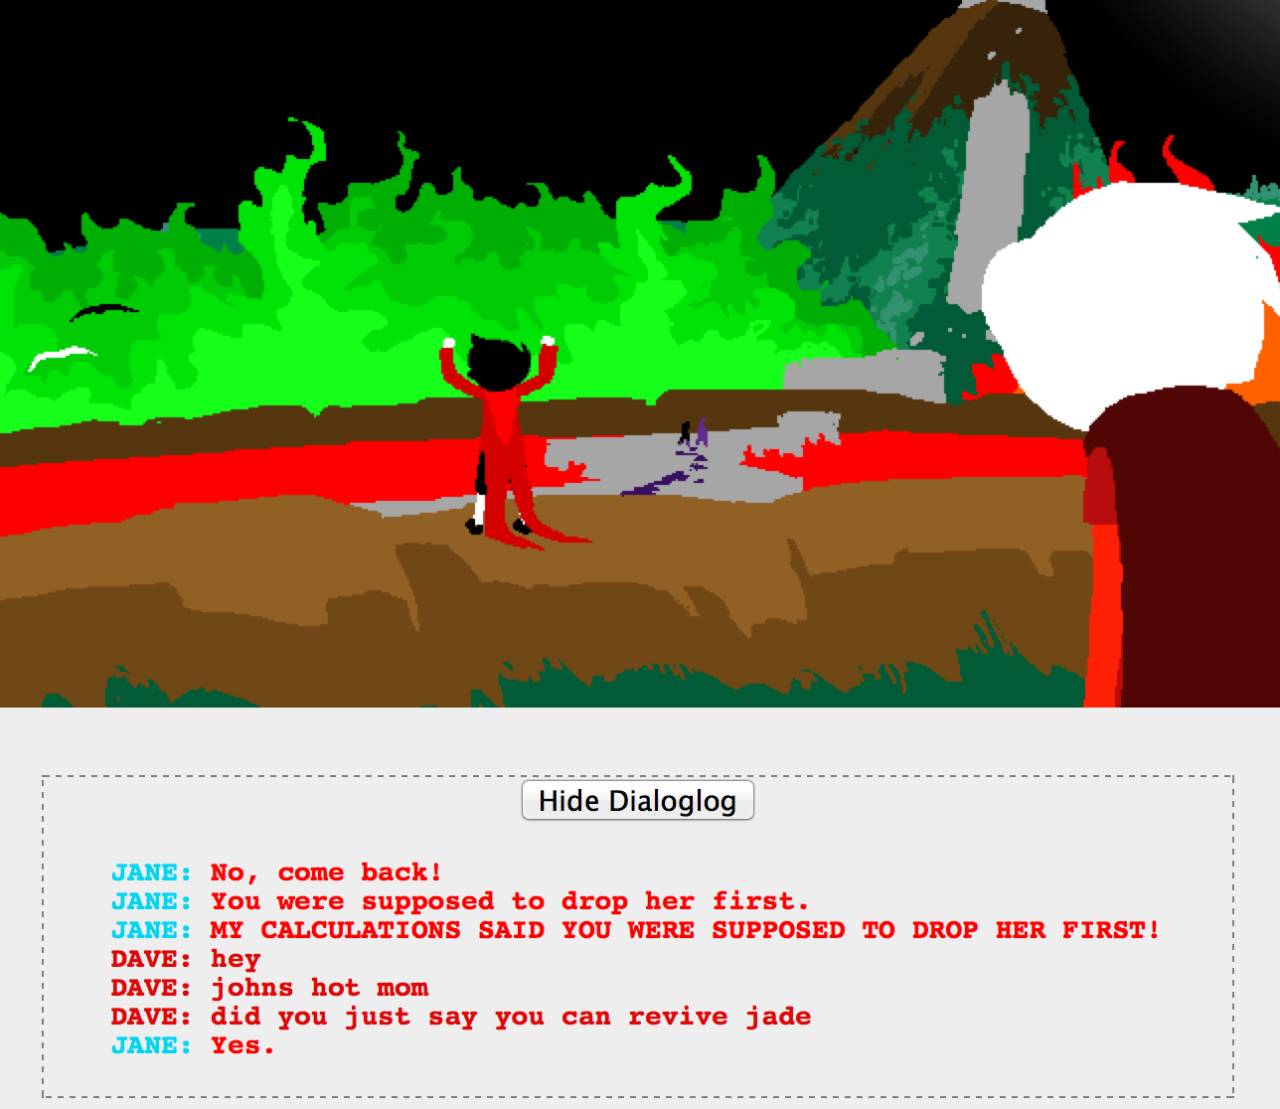 Hide Dialoglog
JANE: No, come back!
JANE: You were supposed to drop her first.
JANE: MY CALCULATIONS SAID YOU WERE SUPPOSED TO DROP HER FIRST!
DAVE: hey
DAVE: johns hot mom
DAVE: did you just say you can revive jade
JANE: Yes.